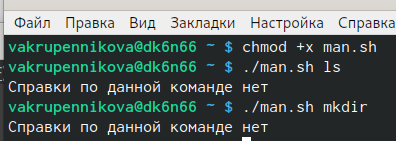 Файл Правка Вид Закладки Настройка Справка
vakrupennikova@dk6n66 ~ $ chmod +x man.sh
vakrupennikova@dk6n66 ~ $ ./man.sh ls
Справки по данной команде нет
vakrupennikova@dk6n66 ~ $ ./man.sh mkdir
Справки по данной команде нет